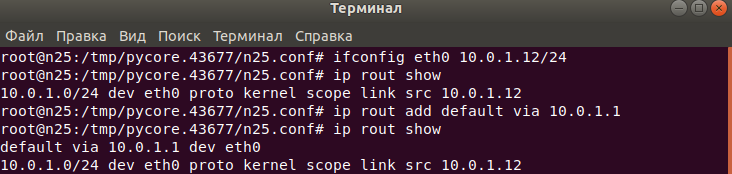 Терминал
Файл Правка Вид Поиск Терминал Справка
root@n25:/tmp/pycore.43677/n25.conf# ifconfig eth0 10.0.1.12/24
root@n25:/tmp/pycore.43677/n25.conf# ip rout show
10.0.1.0/24 dev eth0 proto kernel scope link src 10.0.1.12
root@n25:/tmp/pycore.43677/n25.conf# ip rout add default via 10.0.1.1
root@n25:/tmp/pycore.43677/n25.conf# ip rout show
default via 10.0.1.1 dev eth0
10.0.1.0/24 dev eth0 proto kernel scope link src 10.0.1.12